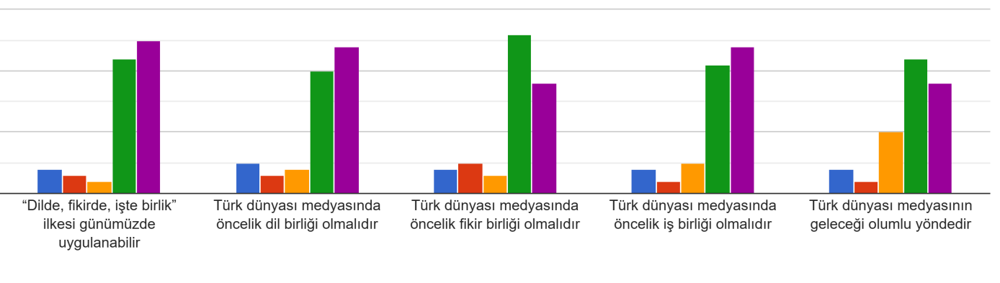 “Dilde, fikirde, işte birlik”
ilkesi günümüzde
uygulanabilir
Türk dünyası medyasında
öncelik dil birliği olmalıdır
Türk dünyası medyasında
öncelik fikir birliği olmalıdır
Türk dünyası medyasında
öncelik iş birliği olmalıdır
Türk dünyası medyasının
geleceği olumlu yöndedir